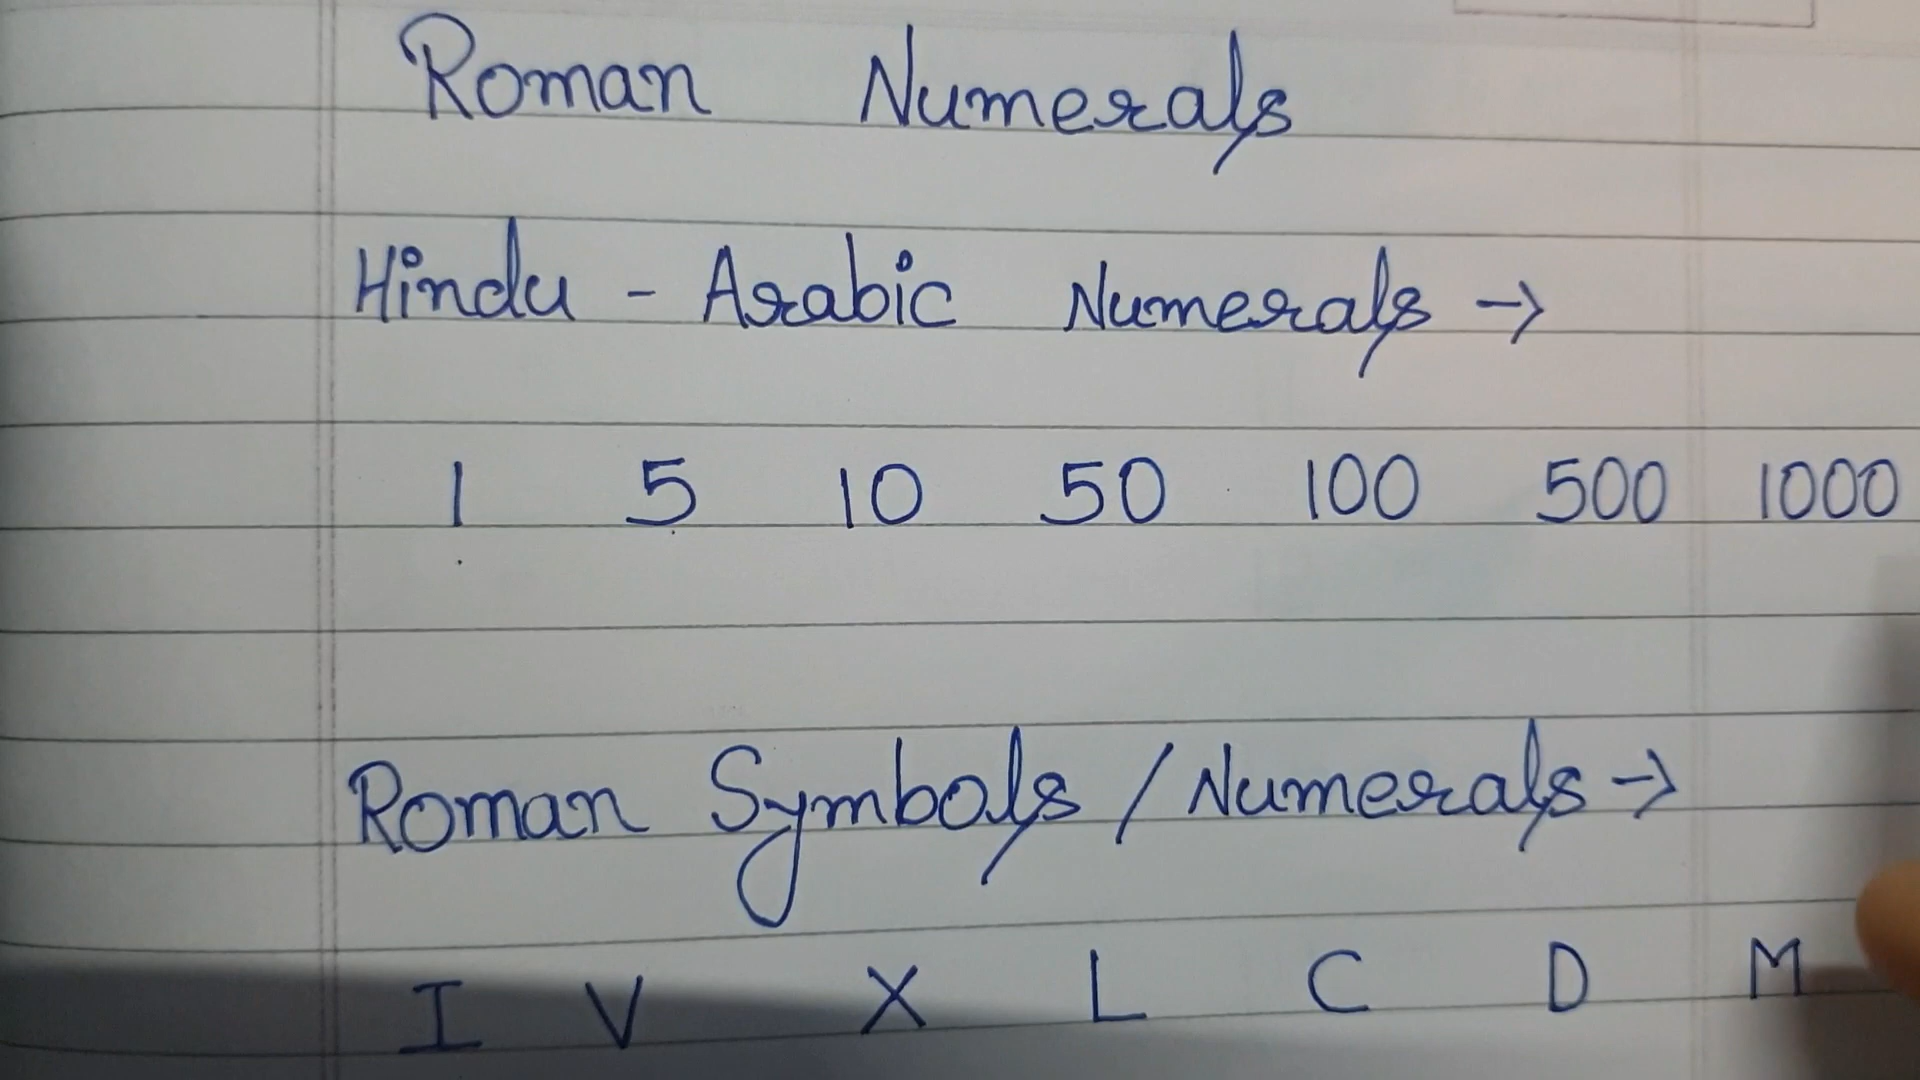 Roman Numerals
Hindu - Arabic Numerals →
1 5 10 50 100 500 1000
Roman Symbols / Numerals →
I V X L C D M